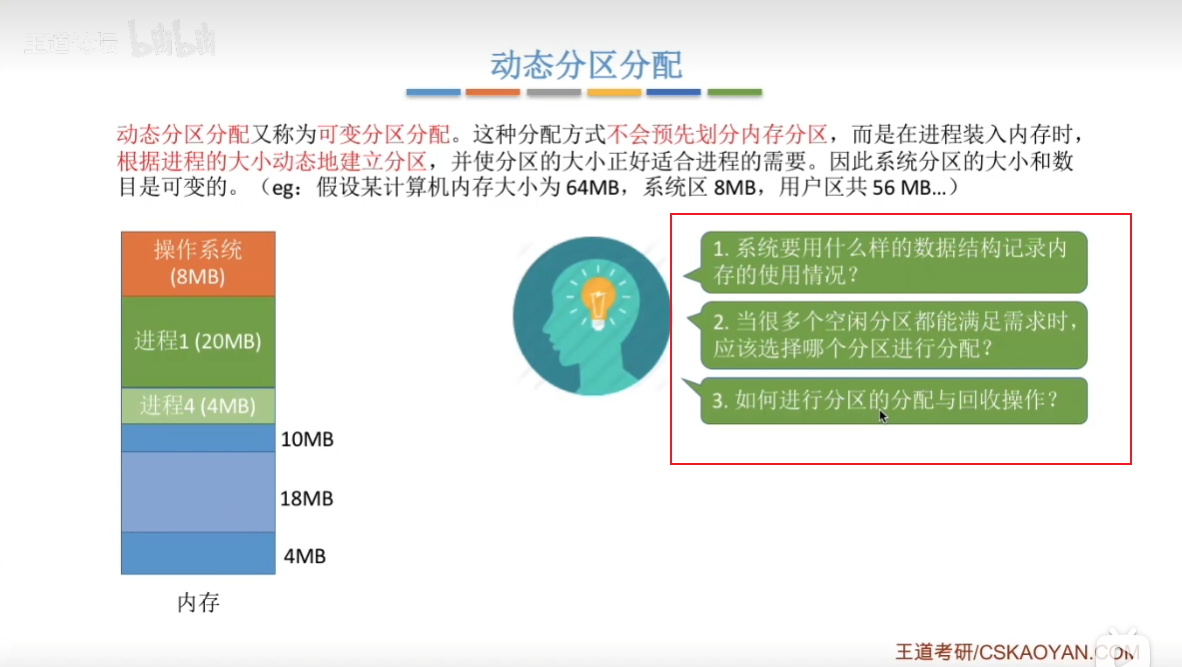 王道论坛 bilibili
动态分区分配
动态分区分配又称为可变分区分配。这种分配方式不会预先划分内存分区，而是在进程装入内存时，
根据进程的大小动态地建立分区，并使分区的大小正好适合进程的需要。因此系统分区的大小和数
目是可变的。（eg：假设某计算机内存大小为 64MB，系统区 8MB，用户区共 56 MB…）
操作系统
(8MB)
进程1 (20MB)
进程4 (4MB)
10MB
18MB
4MB
内存
1. 系统要用什么样的数据结构记录内
存的使用情况？
2. 当很多个空闲分区都能满足需求时，
应该选择哪个分区进行分配？
3. 如何进行分区的分配与回收操作？
王道考研/CSKAOYAN.COM